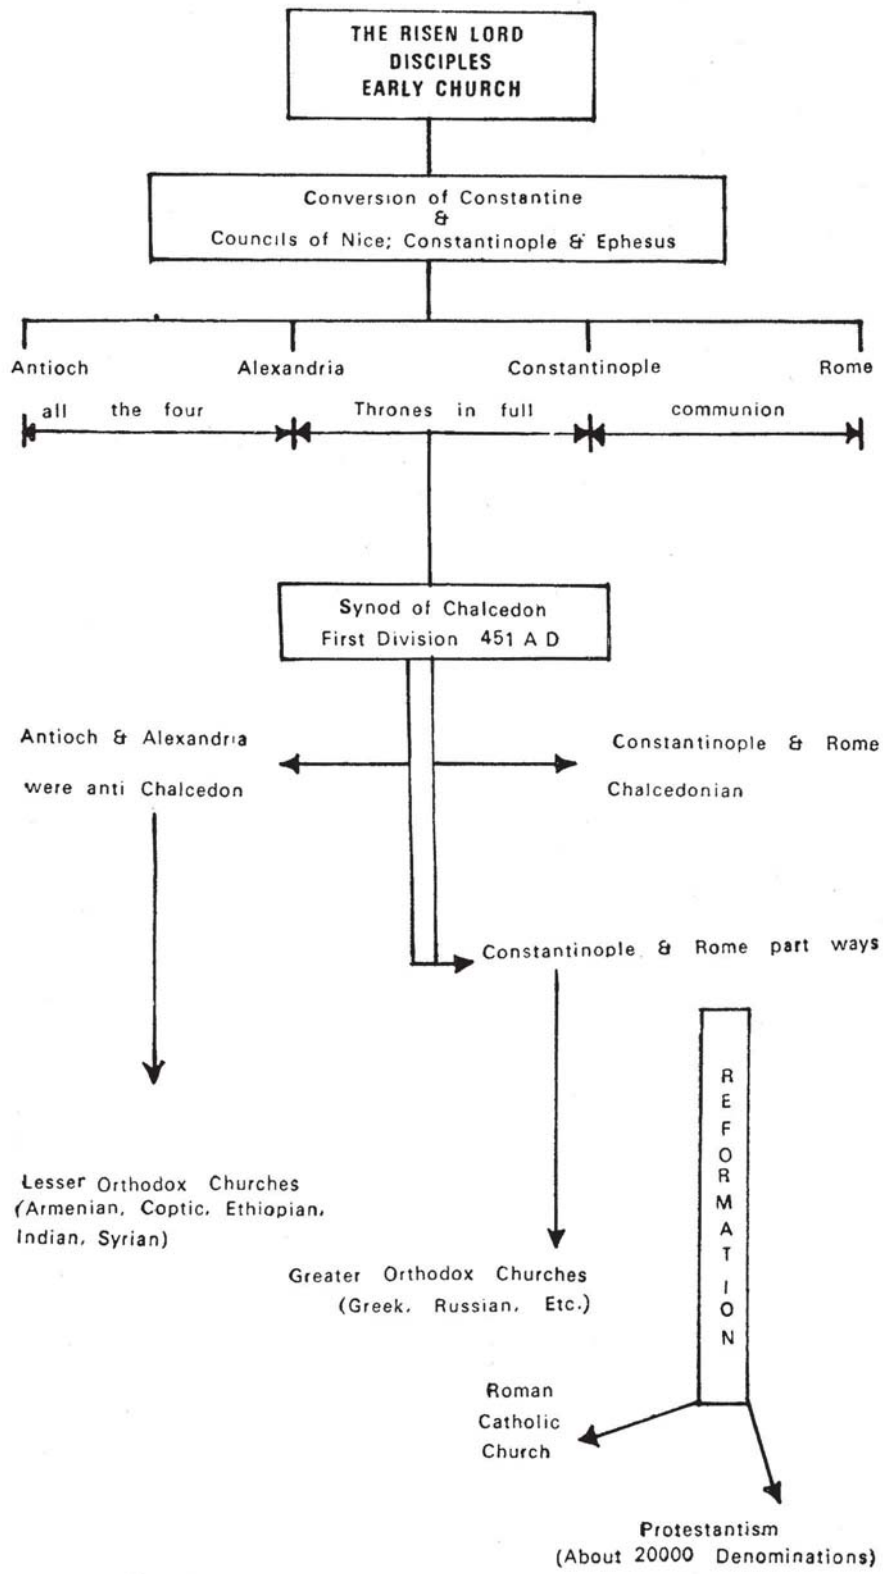 THE RISEN LORD
DISCIPLES
EARLY CHURCH
Conversion of Constantine
&
Councils of Nice; Constantinople & Ephesus
Antioch Alexandria Constantinople Rome
all the four Thrones in full communion
Synod of Chalcedon
First Division 451 A D
Antioch & Alexandria
were anti Chalcedon
Constantinople & Rome
Chalcedonian
Constantinople & Rome part ways
REFORMATION
Lesser Orthodox Churches
(Armenian, Coptic, Ethiopian,
Indian, Syrian)
Greater Orthodox Churches
(Greek, Russian, Etc.)
Roman
Catholic
Church
Protestantism
(About 20000 Denominations)